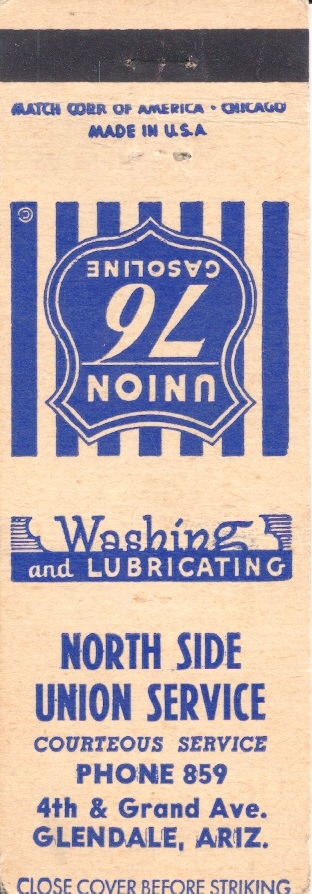 MATCH CORP. OF AMERICA • CHICAGO
MADE IN U.S.A
©
UNION
76
GASOLINE
Washing
and LUBRICATING
NORTH SIDE
UNION SERVICE
COURTEOUS SERVICE
PHONE 859
4th & Grand Ave.
GLENDALE, ARIZ.
CLOSE COVER BEFORE STRIKING